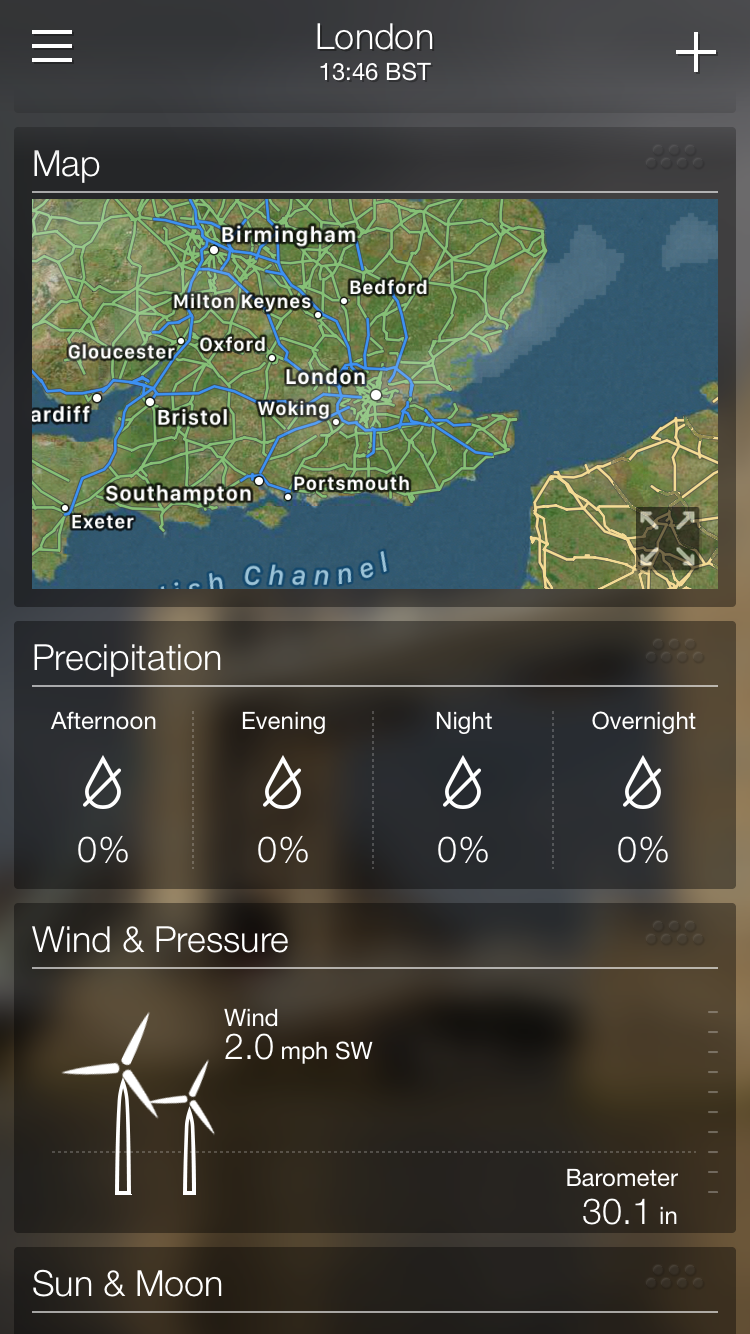 London
13:46 BST
Map
Birmingham
Bedford
Milton Keynes
Oxford
Gloucester
London
Woking
ardiff
Bristol
Southampton
Portsmouth
Exeter
ish Channel
Precipitation
Afternoon Evening Night Overnight
0% 0% 0% 0%
Wind & Pressure
Wind
2.0 mph SW
Barometer
30.1 in
Sun & Moon